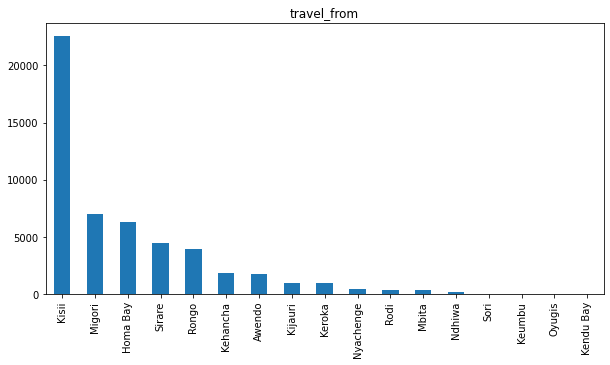 travel_from
20000
15000
10000
5000
0
Kisii
Migori
Homa Bay
Sirare
Rongo
Kehancha
Awendo
Kijauri
Keroka
Nyachenge
Rodi
Mbita
Ndhiwa
Sori
Keumbu
Oyugis
Kendu Bay